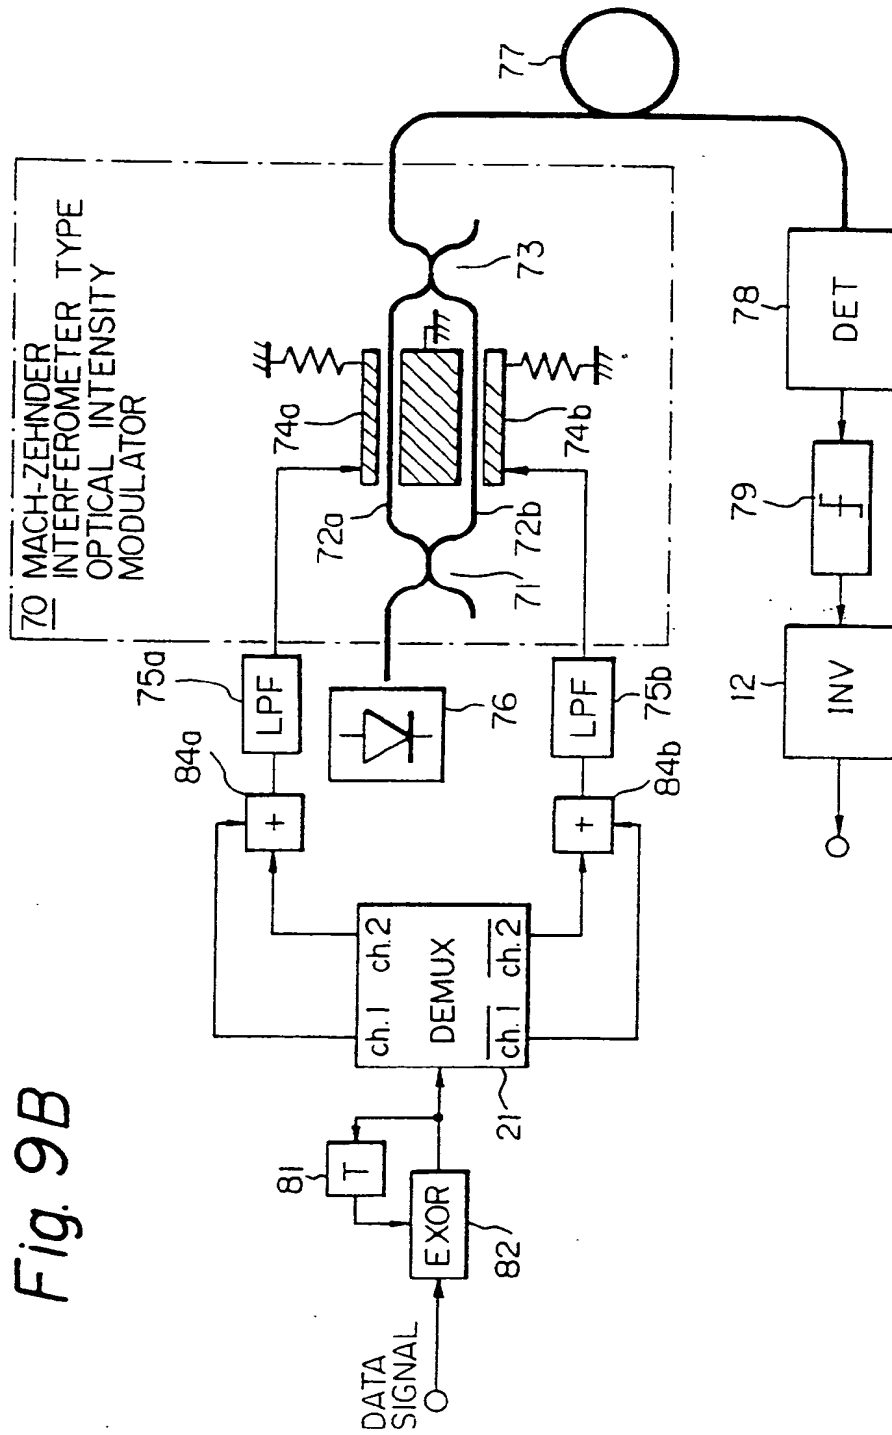 Fig. 9B
70 MACH-ZEHNDER
INTERFEROMETER TYPE
OPTICAL INTENSITY
MODULATOR
DATA
SIGNAL
EXOR
82
T
81
DEMUX
ch.1
ch.2
ch.1
ch.2
21
+
84a
+
84b
LPF
75a
LPF
75b
76
71
72a
72b
74a
74b
73
77
DET
78
79
INV
12